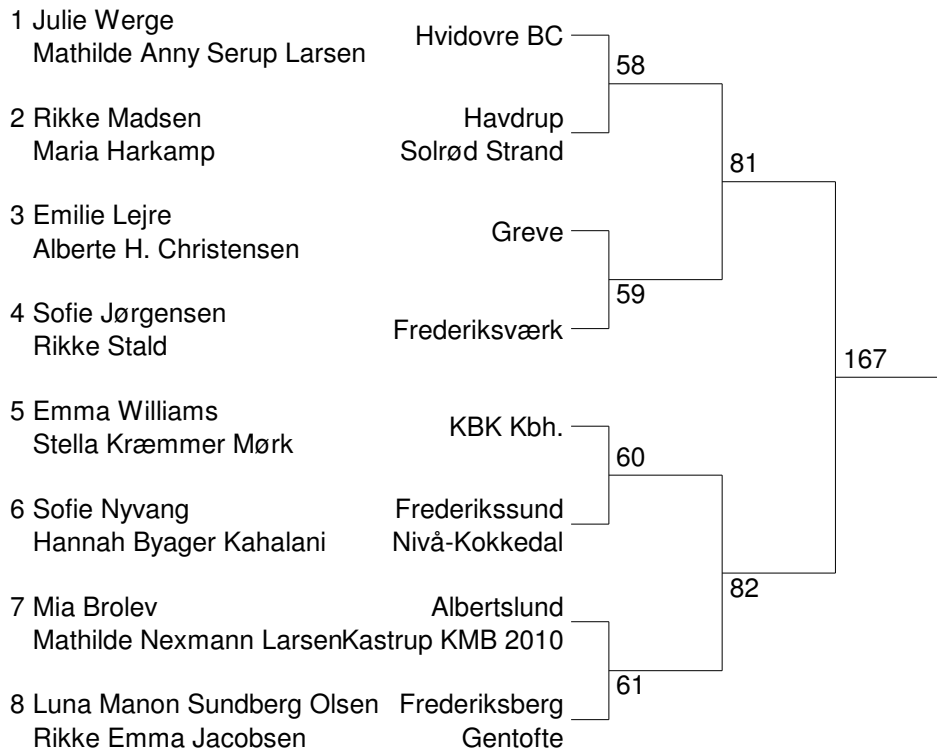 1 Julie Werge Hvidovre BC
Mathilde Anny Serup Larsen
58
2 Rikke Madsen Havdrup
Maria Harkamp Solrød Strand
81
3 Emilie Lejre Greve
Alberte H. Christensen
59
4 Sofie Jørgensen Frederiksværk
Rikke Stald
167
5 Emma Williams KBK Kbh.
Stella Kræmmer Mørk
60
6 Sofie Nyvang Frederikssund
Hannah Byager Kahalani Nivå-Kokkedal
82
7 Mia Brolev Albertslund
Mathilde Nexmann Larsen Kastrup KMB 2010
61
8 Luna Manon Sundberg Olsen Frederiksberg
Rikke Emma Jacobsen Gentofte